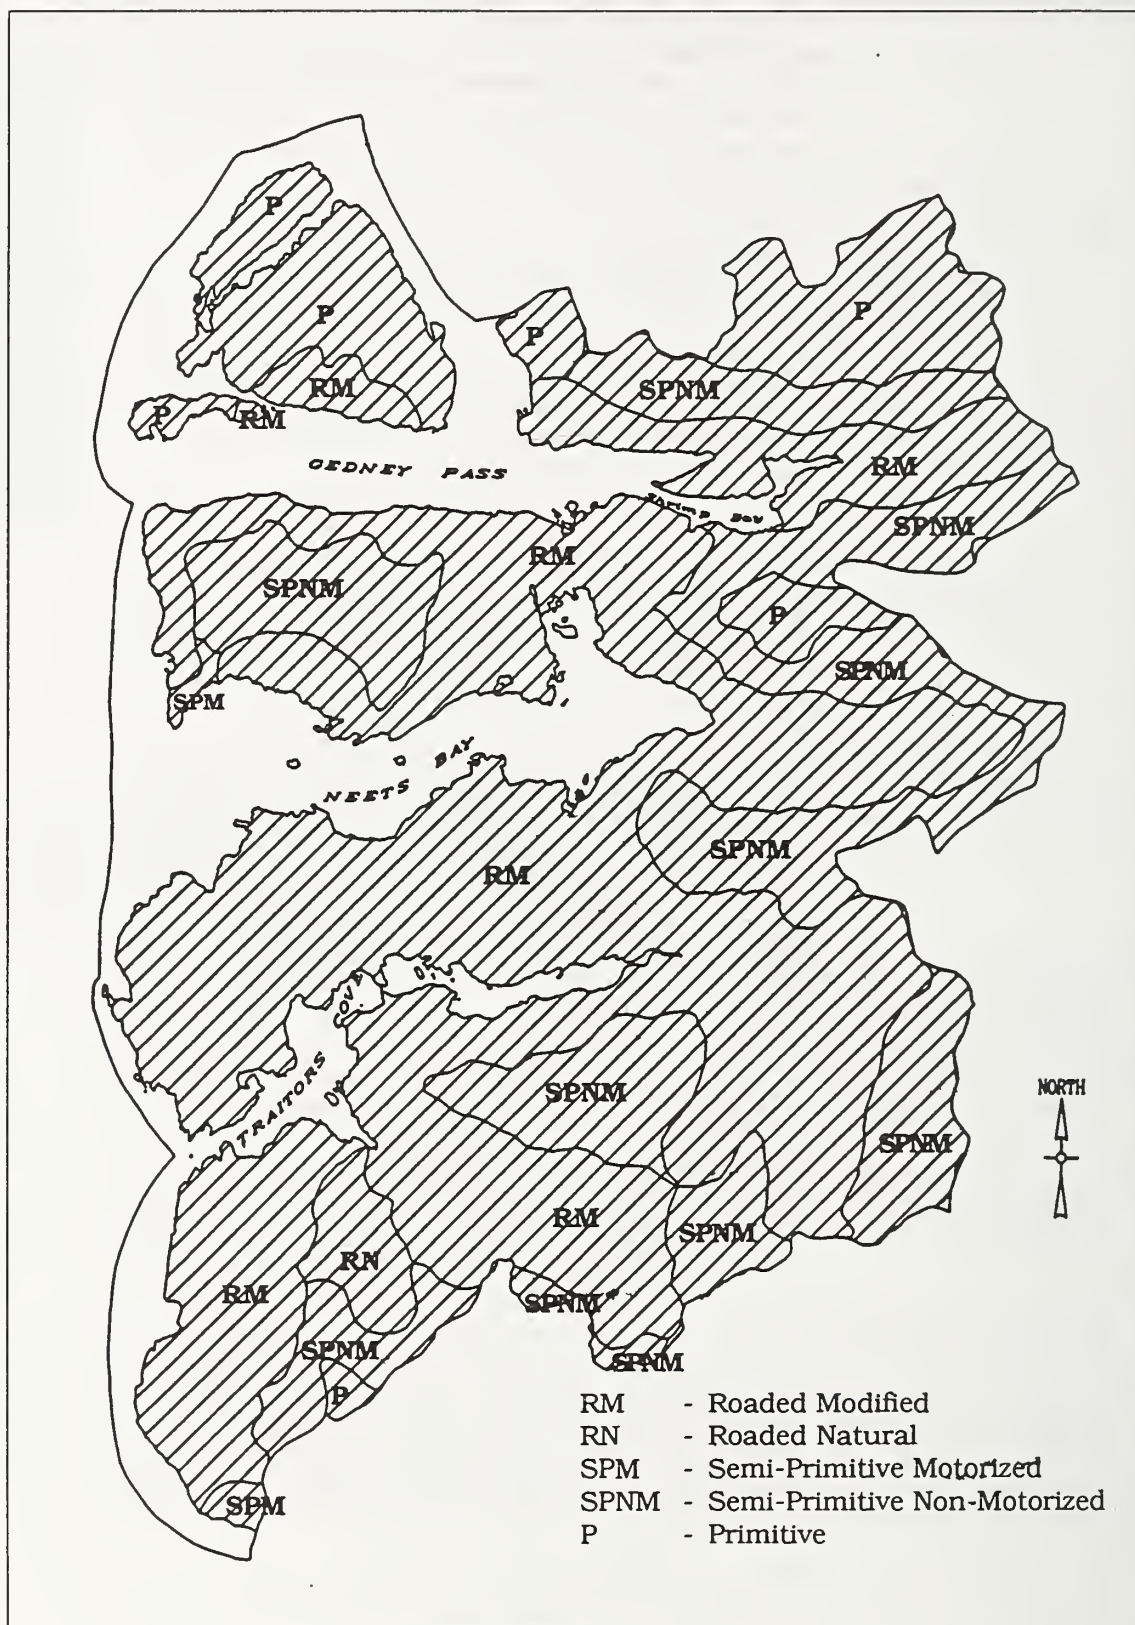 P
P
P
P
RM
SPNM
P
RM
GEDNEY PASS
RM
Shrimp Bay
SPNM
RM
SPNM
P
SPNM
SPM
NEETS BAY
SPNM
RM
TRAITORS COVE
SPNM
NORTH
SPNM
RM
SPNM
RN
RM
SPNM
SPNM
SPNM
P
RM - Roaded Modified
RN - Roaded Natural
SPM - Semi-Primitive Motorized
SPM
SPNM - Semi-Primitive Non-Motorized
P - Primitive